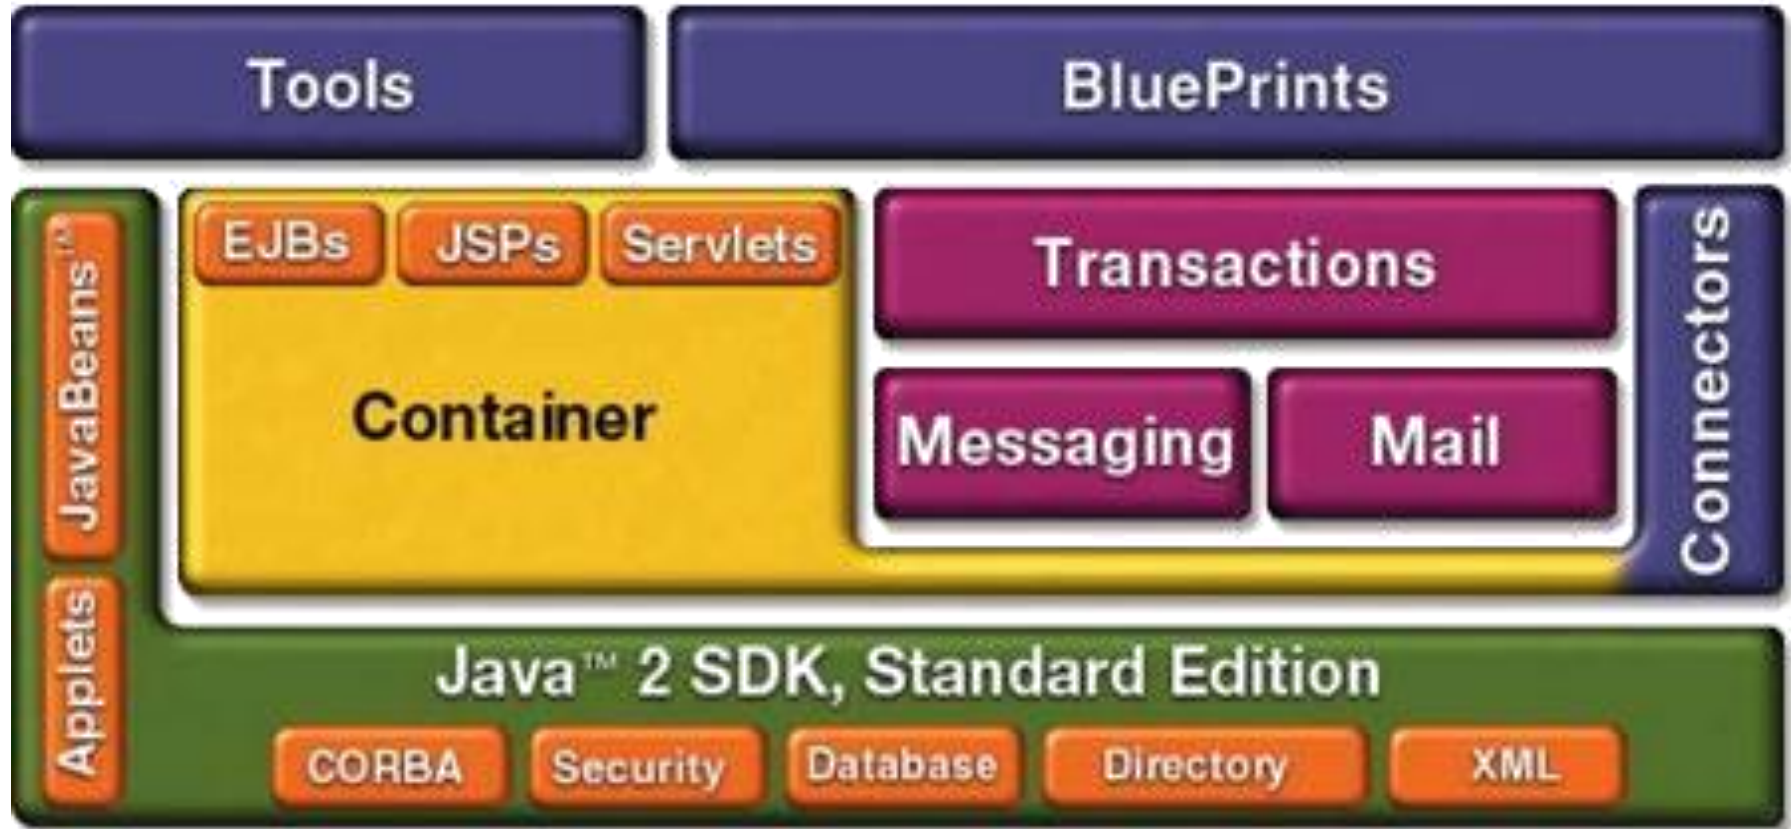 Tools
BluePrints
JavaBeans™
Applets
EJBs
JSPs
Servlets
Container
Transactions
Messaging
Mail
Connectors
Java™ 2 SDK, Standard Edition
CORBA
Security
Database
Directory
XML